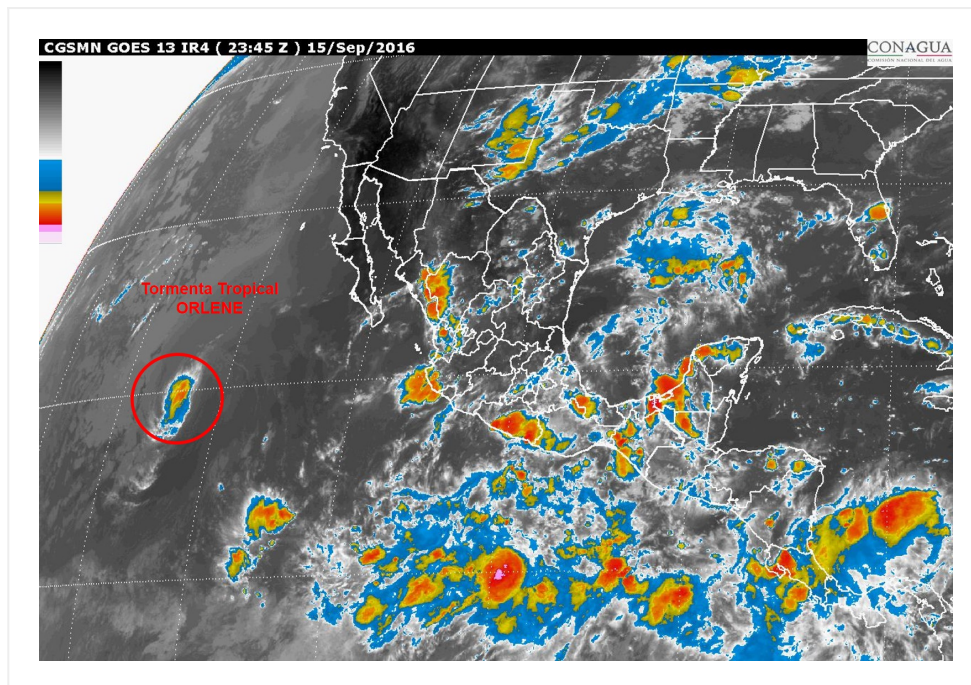 CGSMN GOES 13 IR4 ( 23:45 Z ) 15/Sep/2016
CONAGUA
COMISIÓN NACIONAL DEL AGUA
Tormenta Tropical
ORLENE